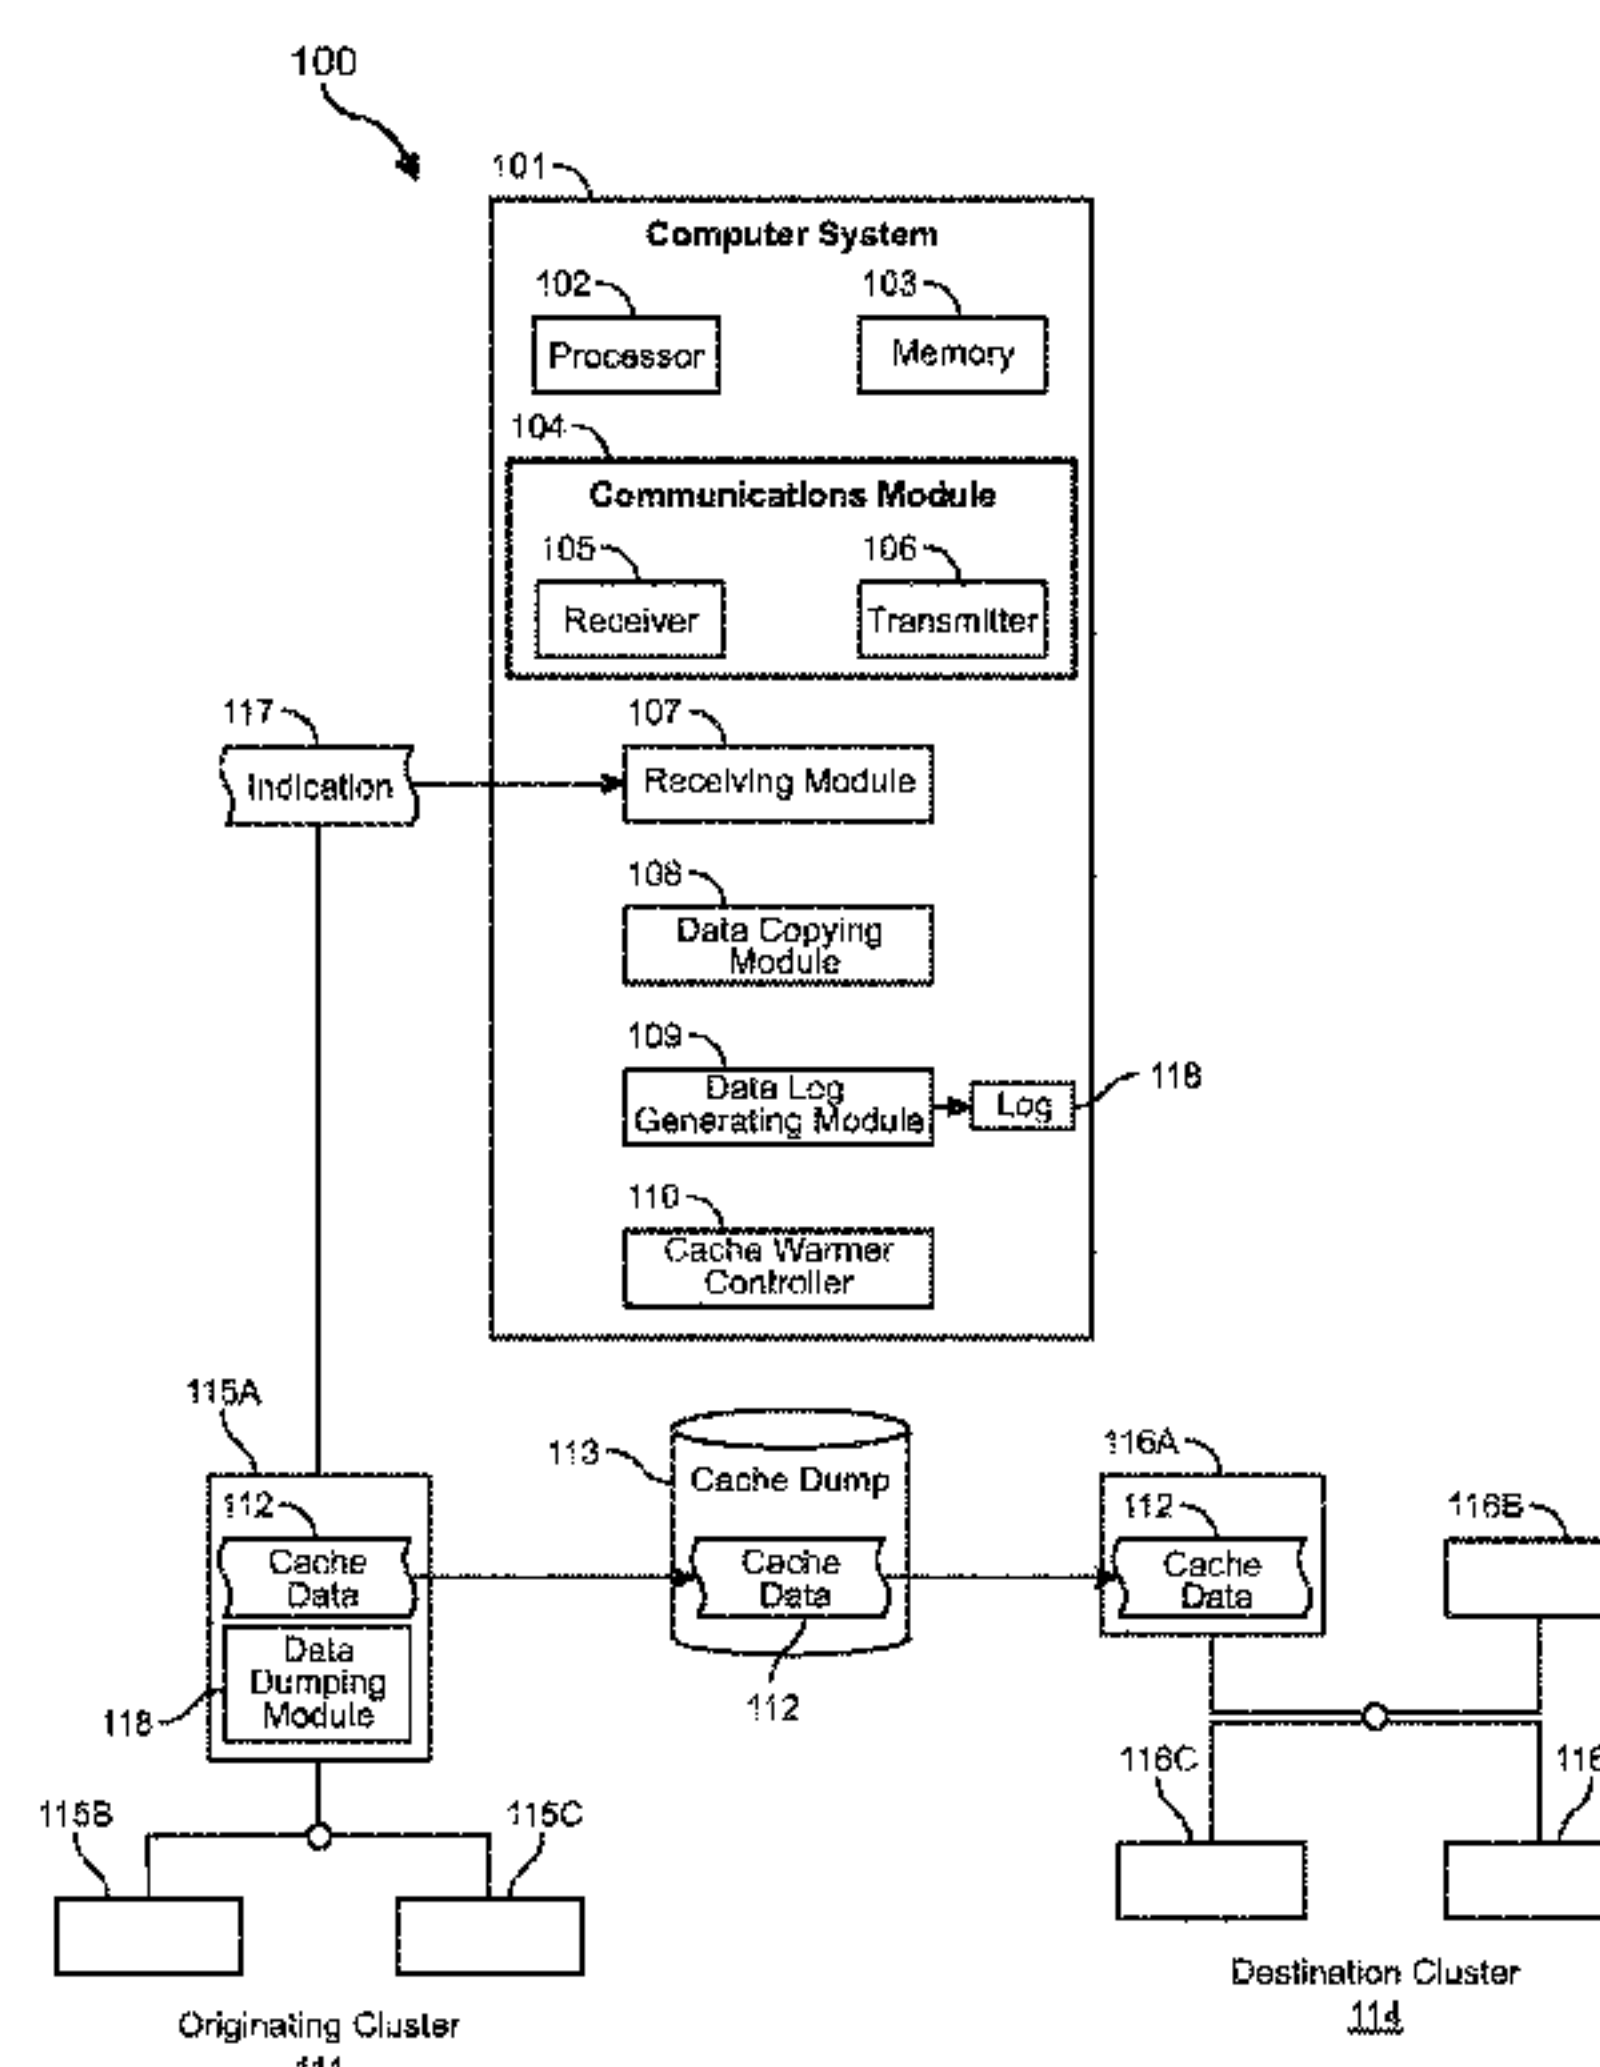 100
101
Computer System
102
103
Processor
Memory
104
Communications Module
105
106
Receiver
Transmitter
117
107
Indication
Receiving Module
108
Data Copying
Module
109
118
Data Log
Generating Module
Log
110
Cache Warmer
Controller
115A
113
116A
Cache Dump
112
112
116B
Cache
Data
Cache
Data
Cache
Data
Data
Dumping
Module
118
112
116C
116
115B
115C
Destination Cluster
114
Originating Cluster
111